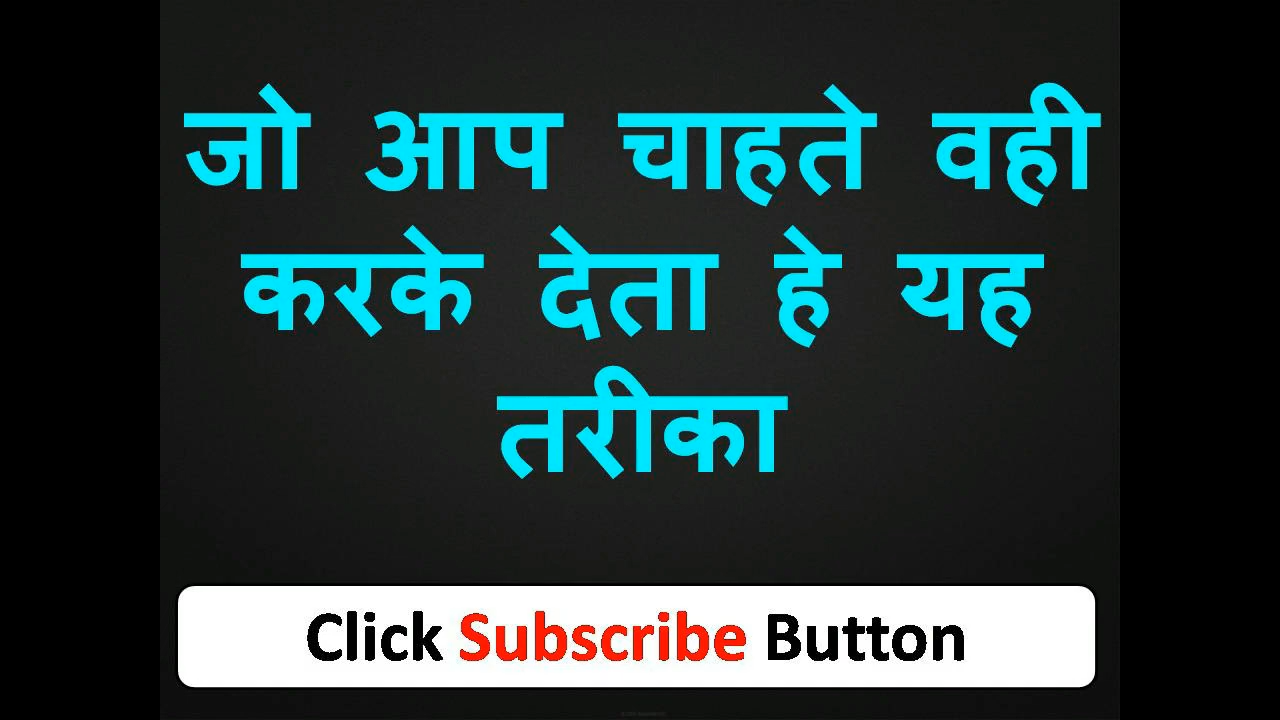 जो आप चाहते वही
करके देता हे यह
तरीका
Click Subscribe Button